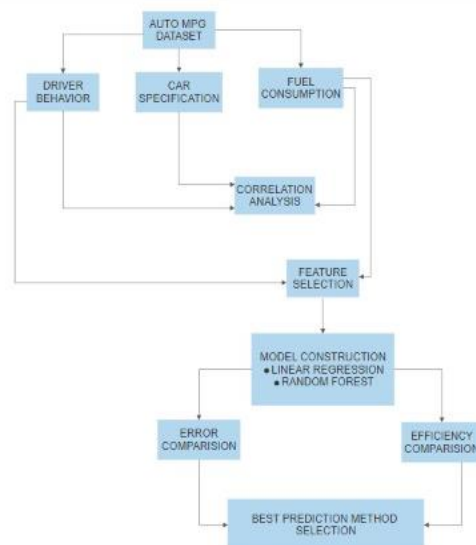 AUTO MPG
DATASET
DRIVER
BEHAVIOR
CAR
SPECIFICATION
FUEL
CONSUMPTION
CORRELATION
ANALYSIS
FEATURE
SELECTION
MODEL CONSTRUCTION
● LINEAR REGRESSION
● RANDOM FOREST
ERROR
COMPARISION
EFFICIENCY
COMPARISION
BEST PREDICTION METHOD
SELECTION